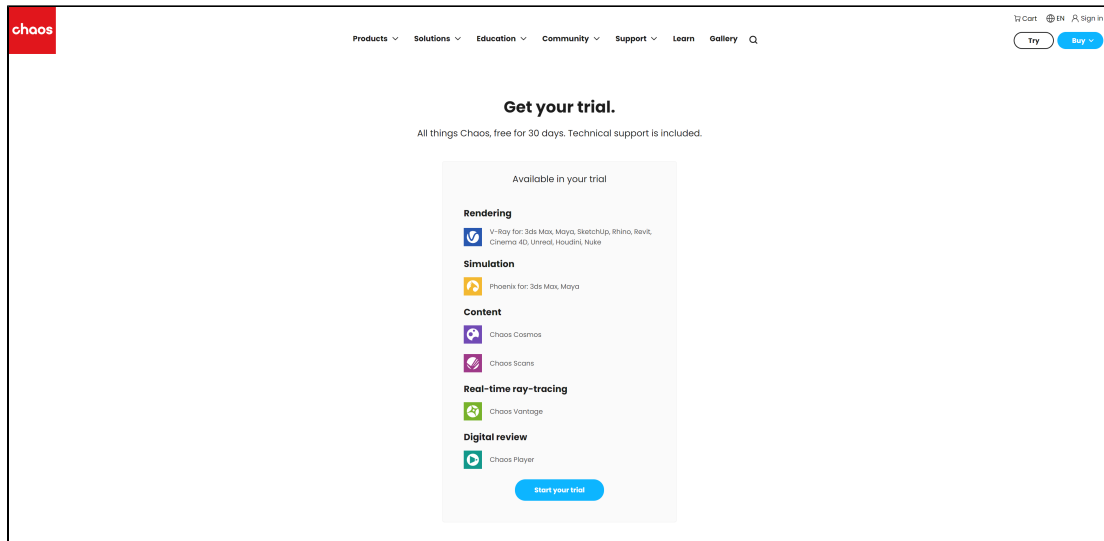 chaos
Cart EN Sign in
Products Solutions Education Community Support Learn Gallery
Try Buy
Get your trial.
All things Chaos, free for 30 days. Technical support is included.
Available in your trial
Rendering
V-Ray for: 3ds Max, Maya, SketchUp, Rhino, Revit,
Cinema 4D, Unreal, Houdini, Nuke
Simulation
Phoenix for: 3ds Max, Maya
Content
Chaos Cosmos
Chaos Scans
Real-time ray-tracing
Chaos Vantage
Digital review
Chaos Player
Start your trial